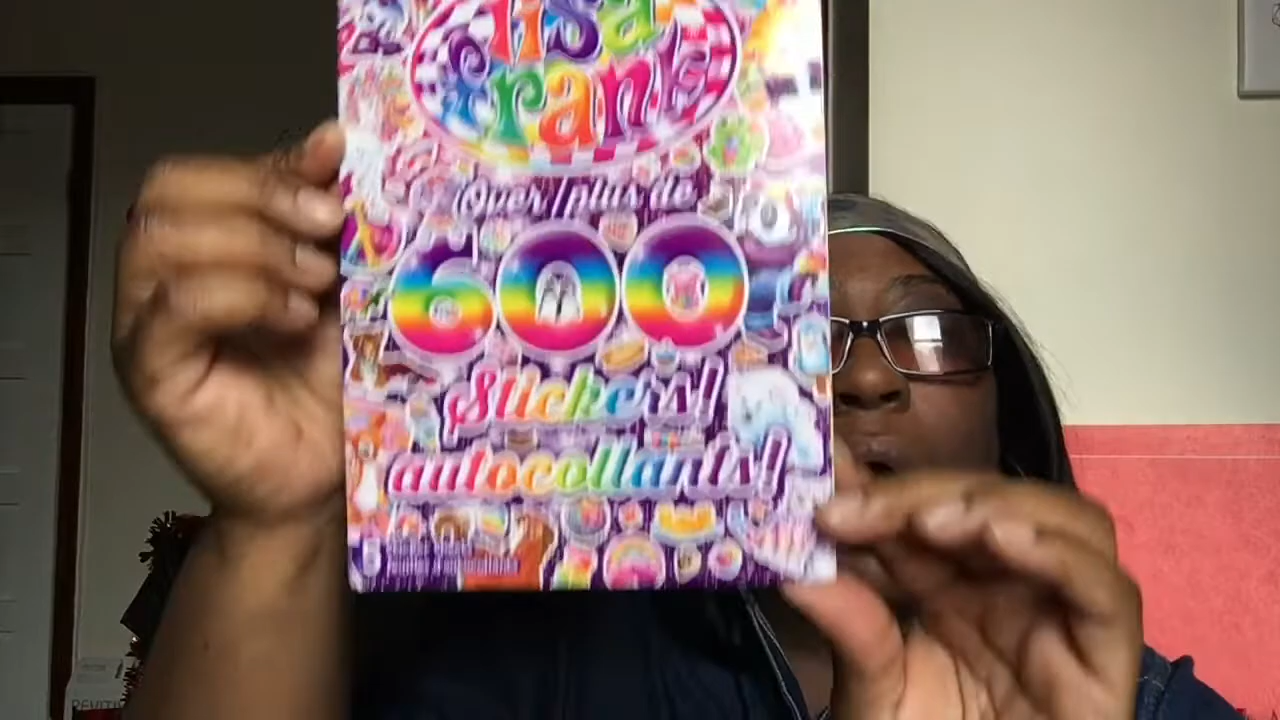 lisa
frank
Over/plus de
600
Stickers!
autocollants!